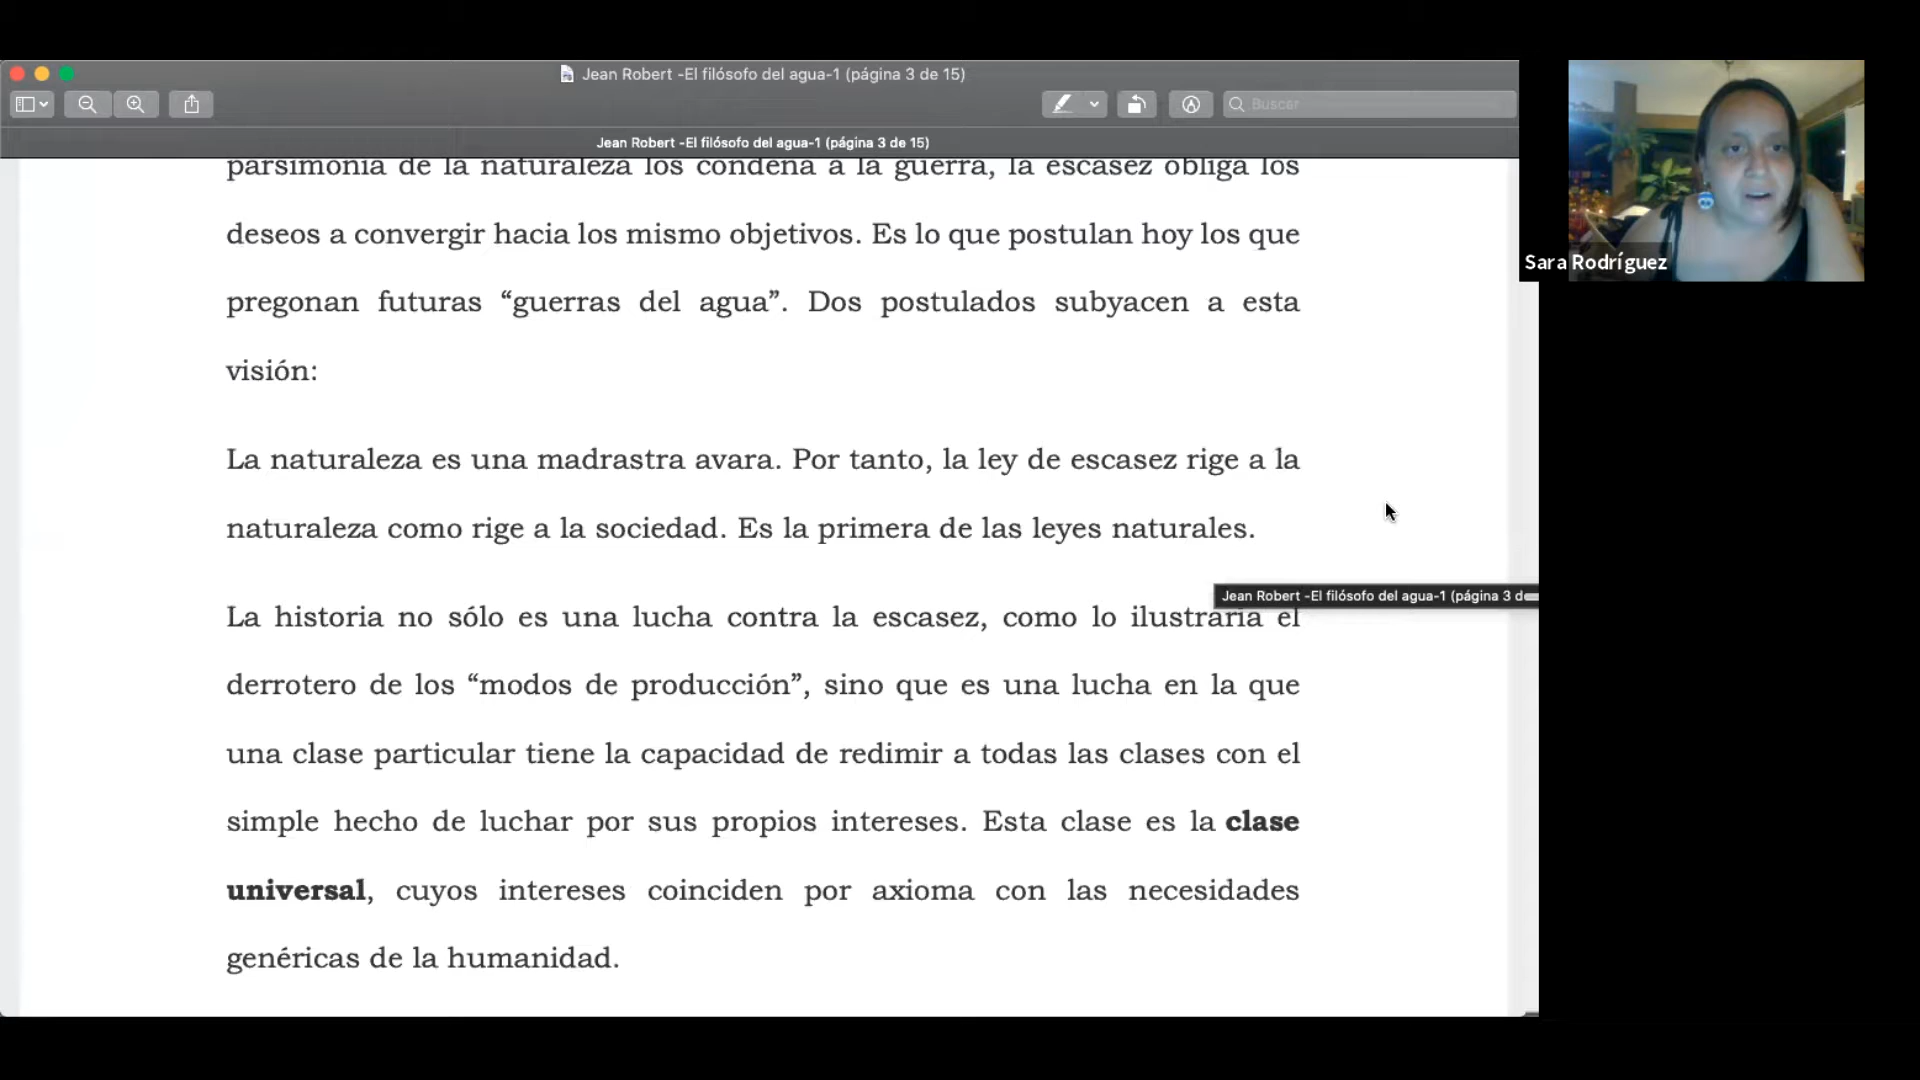 Jean Robert -El filósofo del agua-1 (página 3 de 15)
Buscar
Jean Robert -El filósofo del agua-1 (página 3 de 15)
parsimonia de la naturaleza los condena a la guerra, la escasez obliga los
deseos a convergir hacia los mismo objetivos. Es lo que postulan hoy los que
pregonan futuras “guerras del agua”. Dos postulados subyacen a esta
visión:
La naturaleza es una madrastra avara. Por tanto, la ley de escasez rige a la
naturaleza como rige a la sociedad. Es la primera de las leyes naturales.
Jean Robert -El filósofo del agua-1 (página 3 d
La historia no sólo es una lucha contra la escasez, como lo ilustraría el
derrotero de los “modos de producción”, sino que es una lucha en la que
una clase particular tiene la capacidad de redimir a todas las clases con el
simple hecho de luchar por sus propios intereses. Esta clase es la clase
universal, cuyos intereses coinciden por axioma con las necesidades
genéricas de la humanidad.
Sara Rodríguez